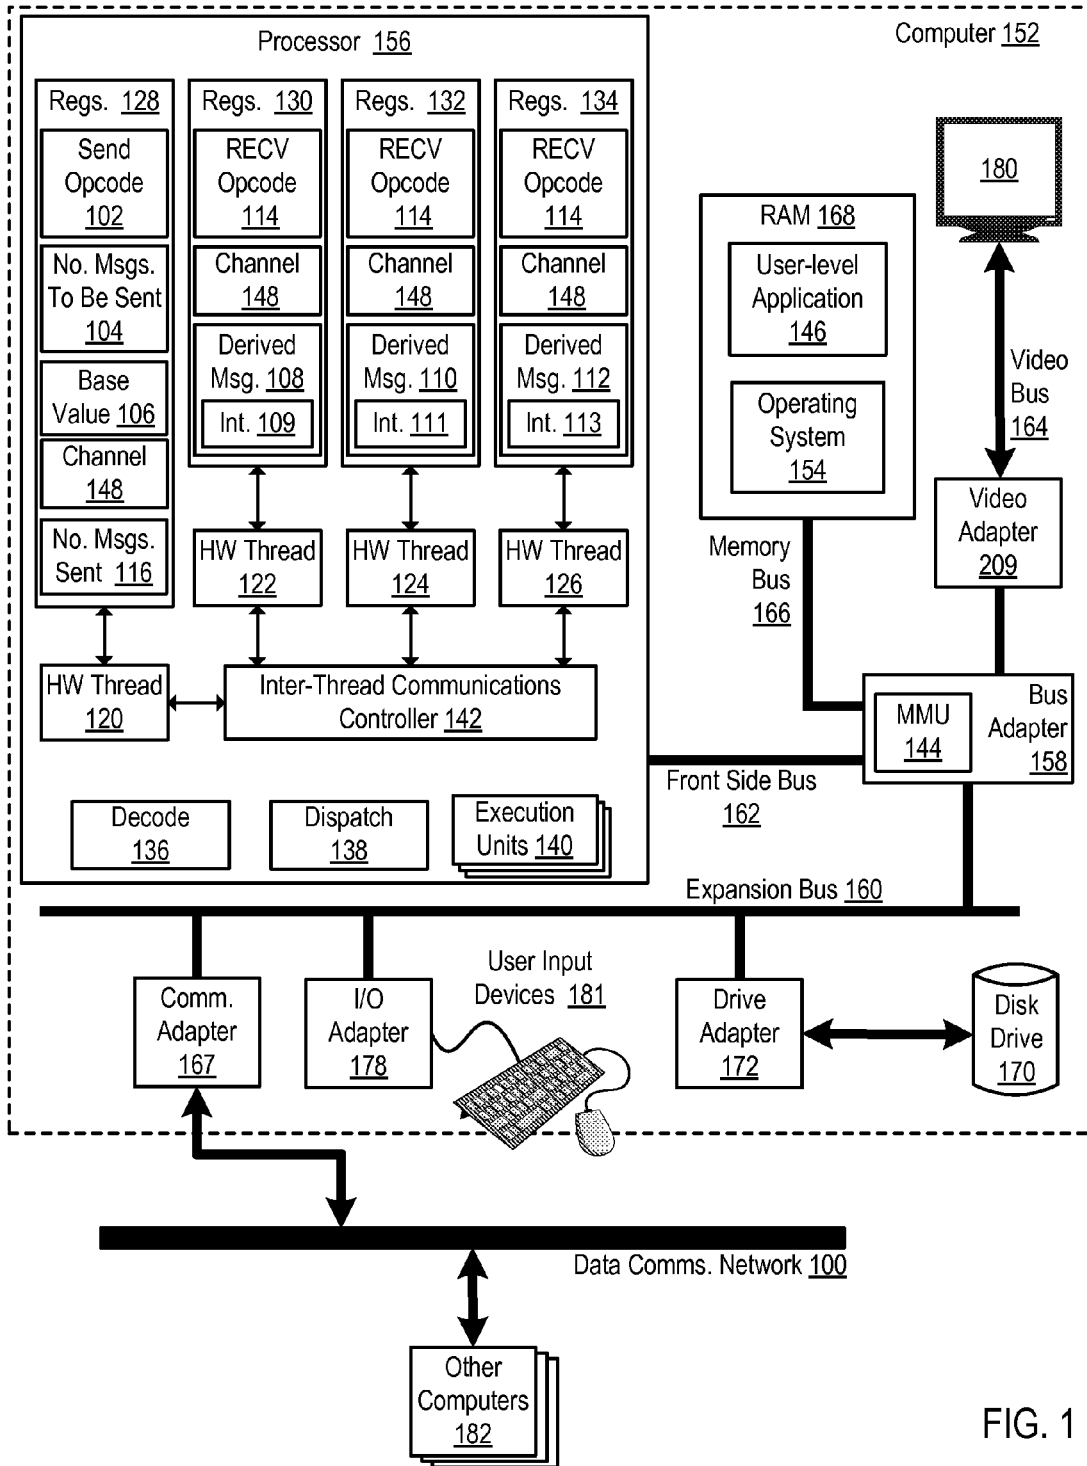 Processor 156
Computer 152
Regs. 128
Send
Opcode
102
No. Msgs.
To Be Sent
104
Base
Value 106
Channel
148
No. Msgs.
Sent 116
Regs. 130
RECV
Opcode
114
Channel
148
Derived
Msg. 108
Int. 109
Regs. 132
RECV
Opcode
114
Channel
148
Derived
Msg. 110
Int. 111
Regs. 134
RECV
Opcode
114
Channel
148
Derived
Msg. 112
Int. 113
HW Thread
122
HW Thread
124
HW Thread
126
HW Thread
120
Inter-Thread Communications
Controller 142
Decode
136
Dispatch
138
Execution
Units 140
RAM 168
User-level
Application
146
Operating
System
154
180
Video
Bus
164
Video
Adapter
209
Memory
Bus
166
MMU
144
Bus
Adapter
158
Front Side Bus
162
Expansion Bus 160
Comm.
Adapter
167
I/O
Adapter
178
User Input
Devices 181
Drive
Adapter
172
Disk
Drive
170
Data Comms. Network 100
Other
Computers
182
FIG. 1